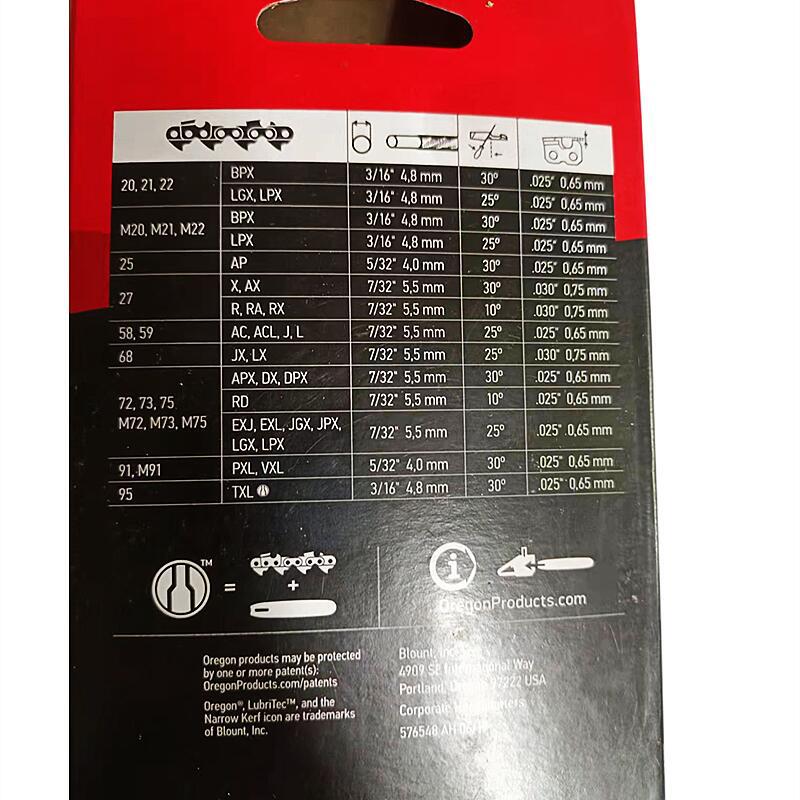 20, 21, 22 BPX 3/16" 4,8 mm 30° .025" 0,65 mm
LGX, LPX 3/16" 4,8 mm 25° .025" 0,65 mm
M20, M21, M22 BPX 3/16" 4,8 mm 30° .025" 0,65 mm
LPX 3/16" 4,8 mm 25° .025" 0,65 mm
25 AP 5/32" 4,0 mm 30° .025" 0,65 mm
27 X, AX 7/32" 5,5 mm 30° .030" 0,75 mm
R, RA, RX 7/32" 5,5 mm 10° .030" 0,75 mm
58, 59 AC, ACL, J, L 7/32" 5,5 mm 25° .025" 0,65 mm
68 JX, LX 7/32" 5,5 mm 25° .030" 0,75 mm
APX, DX, DPX 7/32" 5,5 mm 30° .025" 0,65 mm
72, 73, 75 RD 7/32" 5,5 mm 10° .025" 0,65 mm
M72, M73, M75 EXJ, EXL, JGX, JPX, 7/32" 5,5 mm 25° .025" 0,65 mm
LGX, LPX
91, M91 PXL, VXL 5/32" 4,0 mm 30° .025" 0,65 mm
95 TXL 3/16" 4,8 mm 30° .025" 0,65 mm
TM = +
OregonProducts.com
Oregon products may be protected
by one or more patent(s):
OregonProducts.com/patents
Oregon®, LubriTec™, and the
Narrow Kerf icon are trademarks
of Blount, Inc.
Blount,
4909 SE International Way
Portland, 97222 USA
Corporate
576548 AH